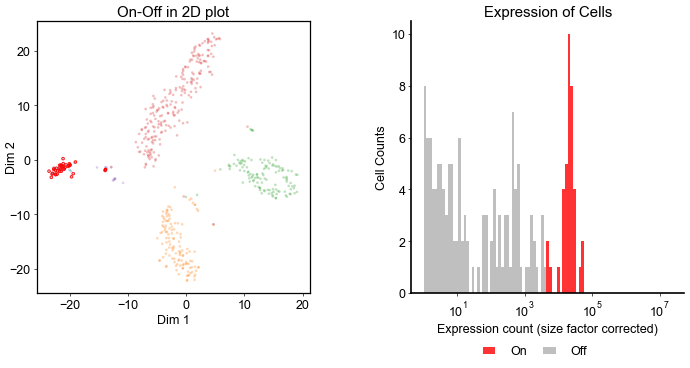 On-Off in 2D plot
20
10
0
−10
−20
Dim 2
−20 −10 0 10 20
Dim 1
Expression of Cells
10
8
6
4
2
0
Cell Counts
10^1 10^3 10^5 10^7
Expression count (size factor corrected)
On Off